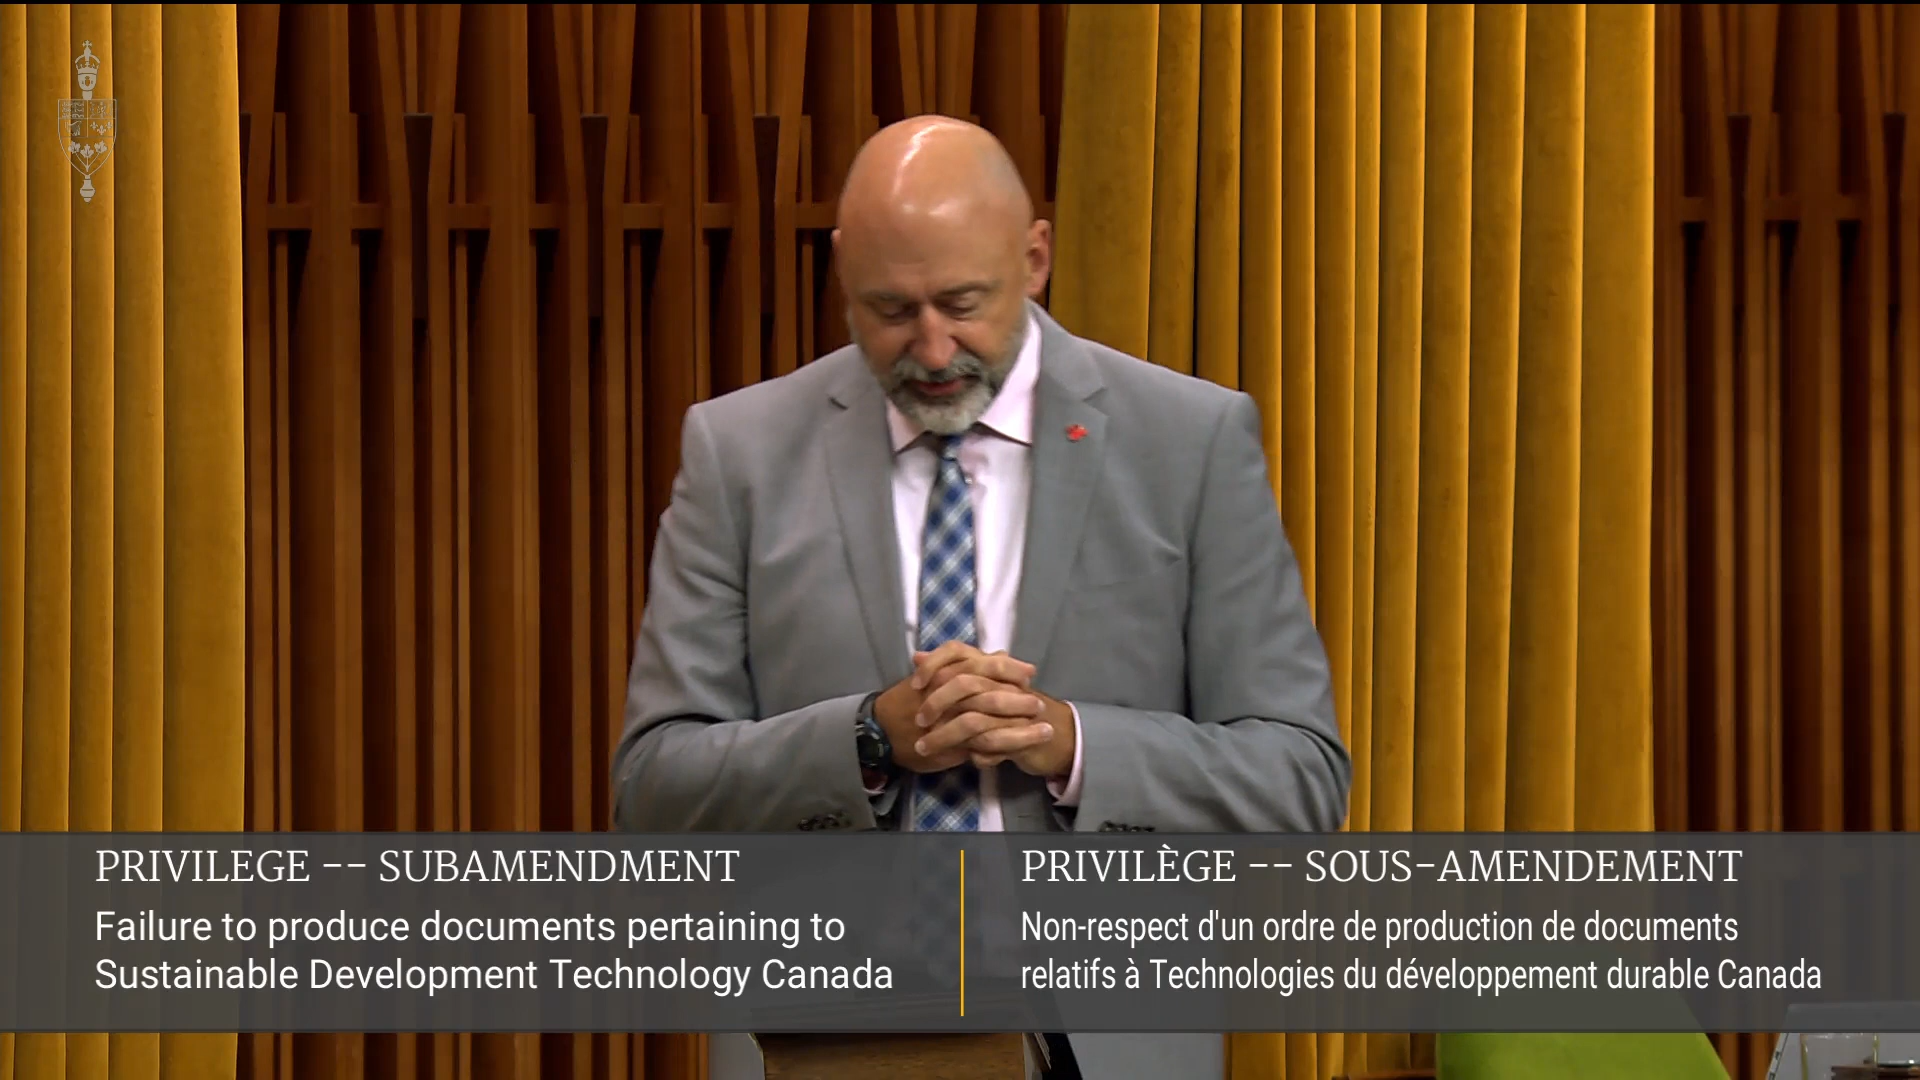 PRIVILEGE -- SUBAMENDMENT
Failure to produce documents pertaining to
Sustainable Development Technology Canada
PRIVILÈGE -- SOUS-AMENDEMENT
Non-respect d'un ordre de production de documents
relatifs à Technologies du développement durable Canada